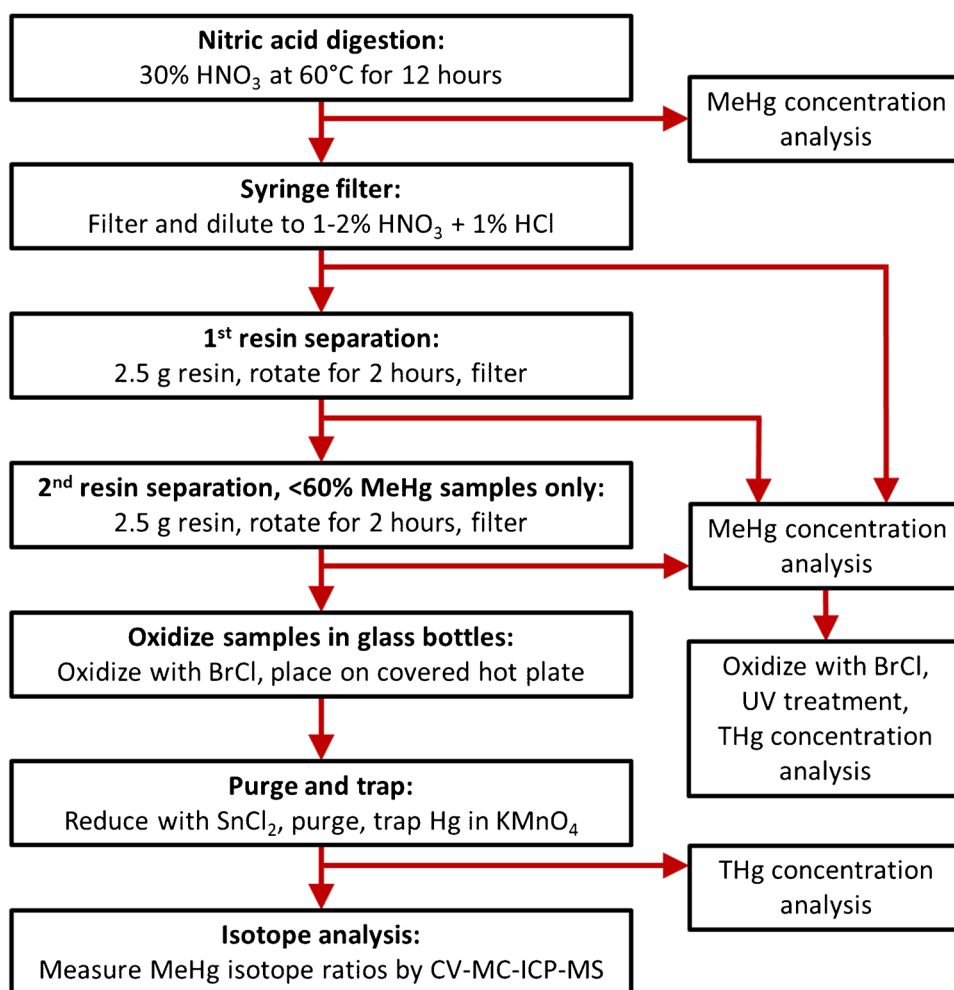 Nitric acid digestion:
30% HNO₃ at 60°C for 12 hours
MeHg concentration
analysis
Syringe filter:
Filter and dilute to 1-2% HNO₃ + 1% HCl
1ˢᵗ resin separation:
2.5 g resin, rotate for 2 hours, filter
2ⁿᵈ resin separation, <60% MeHg samples only:
2.5 g resin, rotate for 2 hours, filter
MeHg concentration
analysis
Oxidize samples in glass bottles:
Oxidize with BrCl, place on covered hot plate
Oxidize with BrCl,
UV treatment,
THg concentration
analysis
Purge and trap:
Reduce with SnCl₂, purge, trap Hg in KMnO₄
THg concentration
analysis
Isotope analysis:
Measure MeHg isotope ratios by CV-MC-ICP-MS